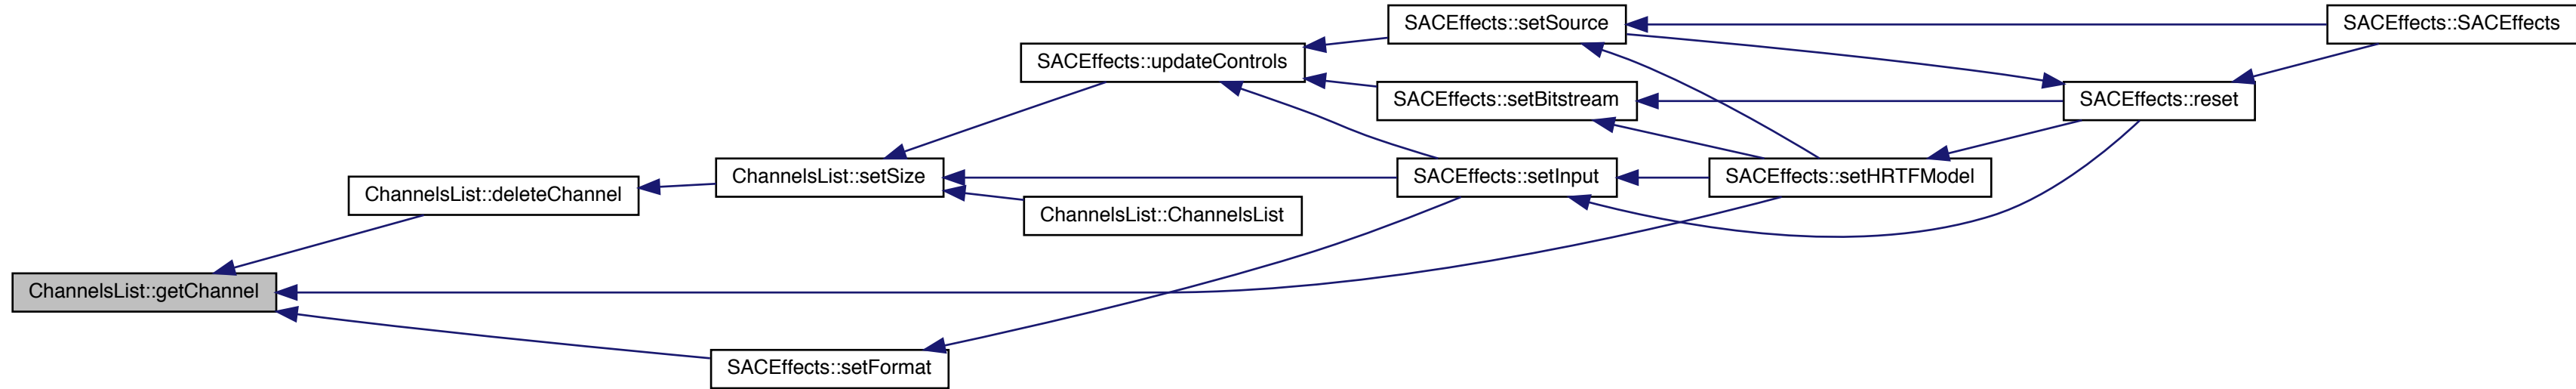 SACEffects::setSource
SACEffects::SACEffects
SACEffects::updateControls
SACEffects::setBitstream
SACEffects::reset
ChannelsList::setSize
SACEffects::setInput
SACEffects::setHRTFModel
ChannelsList::deleteChannel
ChannelsList::ChannelsList
ChannelsList::getChannel
SACEffects::setFormat